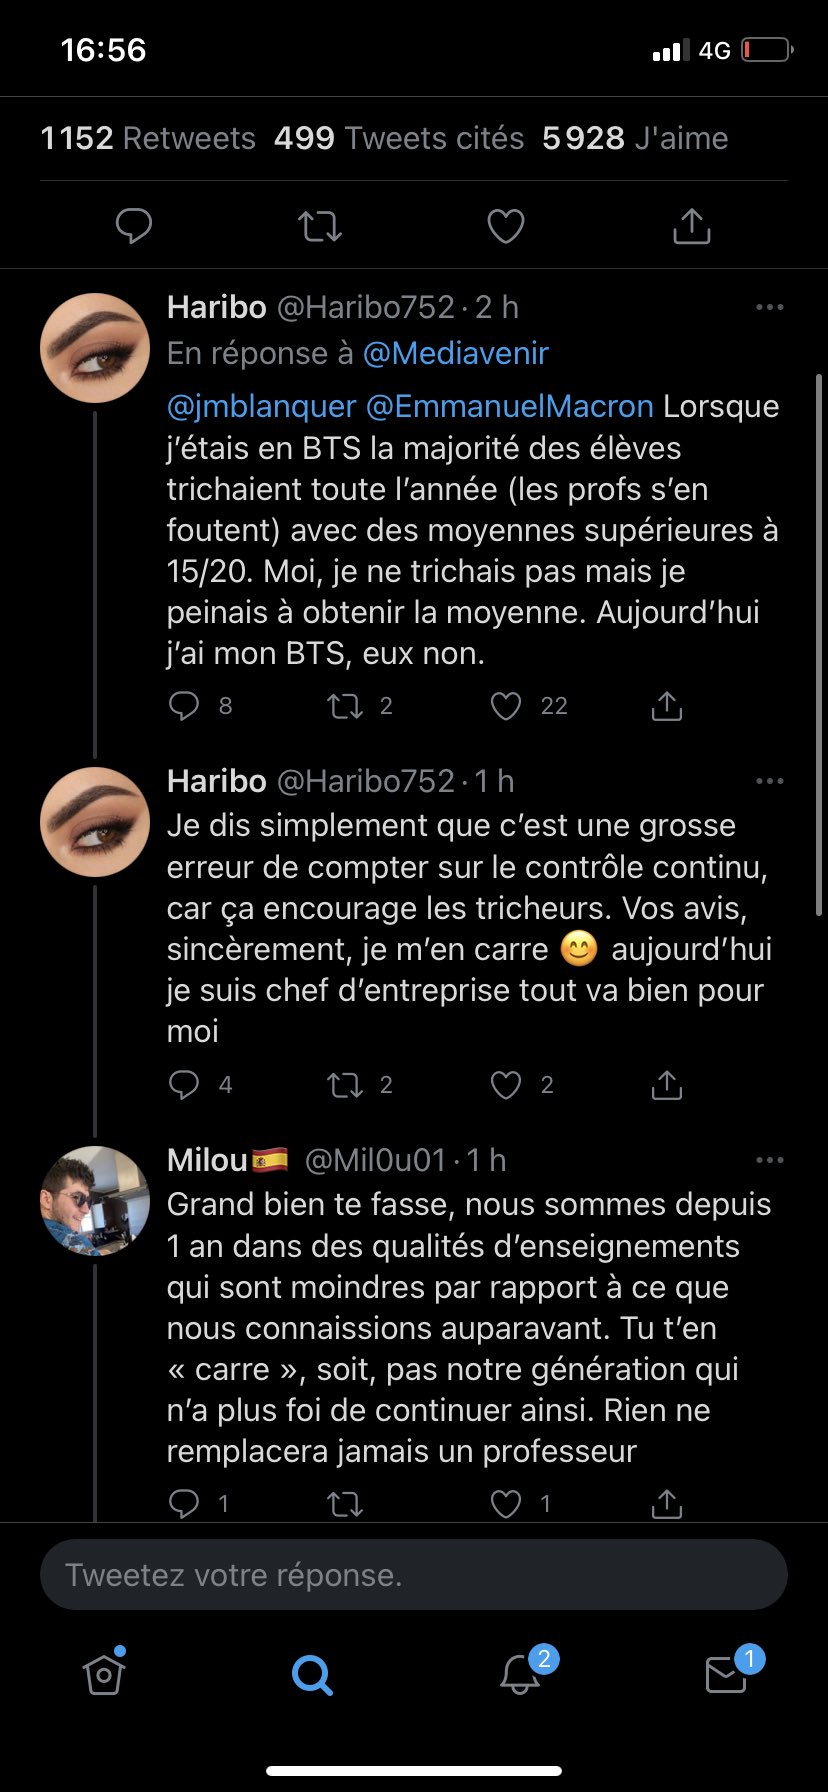 16:56
4G
1152 Retweets 499 Tweets cités 5928 J'aime
Haribo @Haribo752 · 2 h
En réponse à @Mediavenir
@jmblanquer @EmmanuelMacron Lorsque
j’étais en BTS la majorité des élèves
trichaient toute l’année (les profs s’en
foutent) avec des moyennes supérieures à
15/20. Moi, je ne trichais pas mais je
peinais à obtenir la moyenne. Aujourd’hui
j’ai mon BTS, eux non.
8 2 22
Haribo @Haribo752 · 1 h
Je dis simplement que c’est une grosse
erreur de compter sur le contrôle continu,
car ça encourage les tricheurs. Vos avis,
sincèrement, je m’en carre 😊 aujourd’hui
je suis chef d’entreprise tout va bien pour
moi
4 2 2
Milou🇪🇸 @Mil0u01 · 1 h
Grand bien te fasse, nous sommes depuis
1 an dans des qualités d’enseignements
qui sont moindres par rapport à ce que
nous connaissions auparavant. Tu t’en
« carre », soit, pas notre génération qui
n’a plus foi de continuer ainsi. Rien ne
remplacera jamais un professeur
1 1
Tweetez votre réponse.
2 1